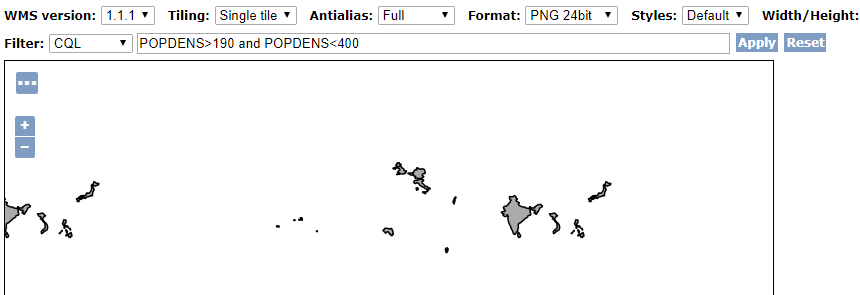 WMS version: 1.1.1 Tiling: Single tile Antialias: Full Format: PNG 24bit Styles: Default Width/Height:
Filter: CQL POPDENS>190 and POPDENS<400 Apply Reset
+
−